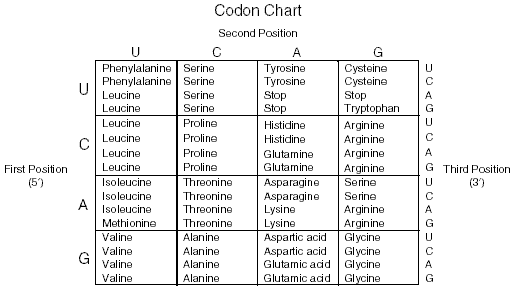 Codon Chart
Second Position
U C A G
Phenylalanine Serine Tyrosine Cysteine U
Phenylalanine Serine Tyrosine Cysteine C
U
Leucine Serine Stop Stop A
Leucine Serine Stop Tryptophan G
Leucine Proline Histidine Arginine U
Leucine Proline Histidine Arginine C
C
Leucine Proline Glutamine Arginine A
Leucine Proline Glutamine Arginine G
First Position
(5′)
Third Position
(3′)
Isoleucine Threonine Asparagine Serine U
Isoleucine Threonine Asparagine Serine C
A
Isoleucine Threonine Lysine Arginine A
Methionine Threonine Lysine Arginine G
Valine Alanine Aspartic acid Glycine U
Valine Alanine Aspartic acid Glycine C
G
Valine Alanine Glutamic acid Glycine A
Valine Alanine Glutamic acid Glycine G